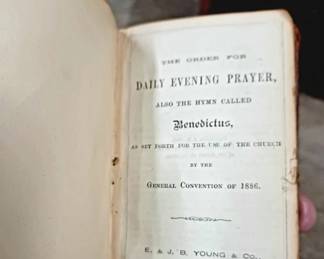 THE ORDER FOR
DAILY EVENING PRAYER,
ALSO THE HYMN CALLED
Benedictus,
AS SET FORTH FOR THE USE OF THE CHURCH
BY THE
GENERAL CONVENTION OF 1886.
E. & J. B. YOUNG & CO.,